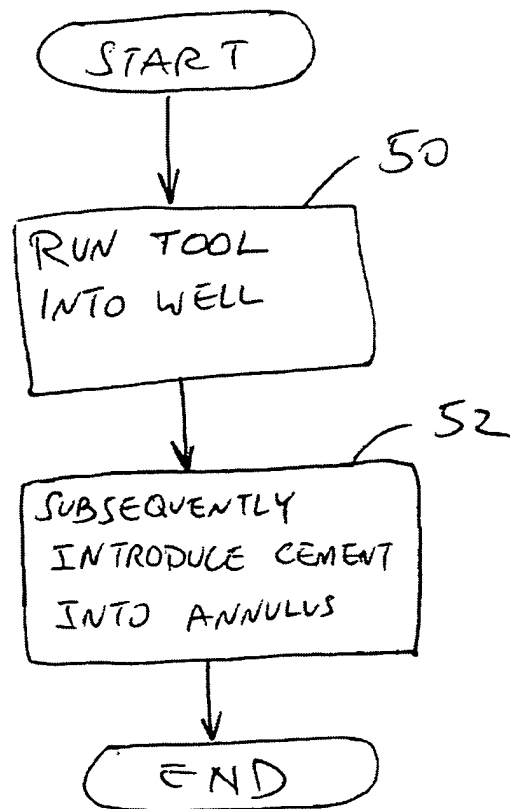 START
50
RUN TOOL
INTO WELL
52
SUBSEQUENTLY
INTRODUCE CEMENT
INTO ANNULUS
END